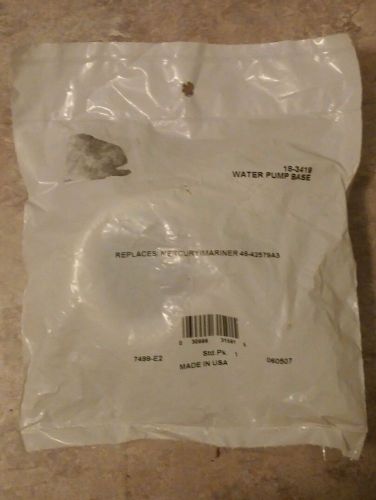 18-3419
WATER PUMP BASE
REPLACES MERCURY/MARINER 46-42579A3
7499-E2
Std.Pk. 1
060507
MADE IN USA